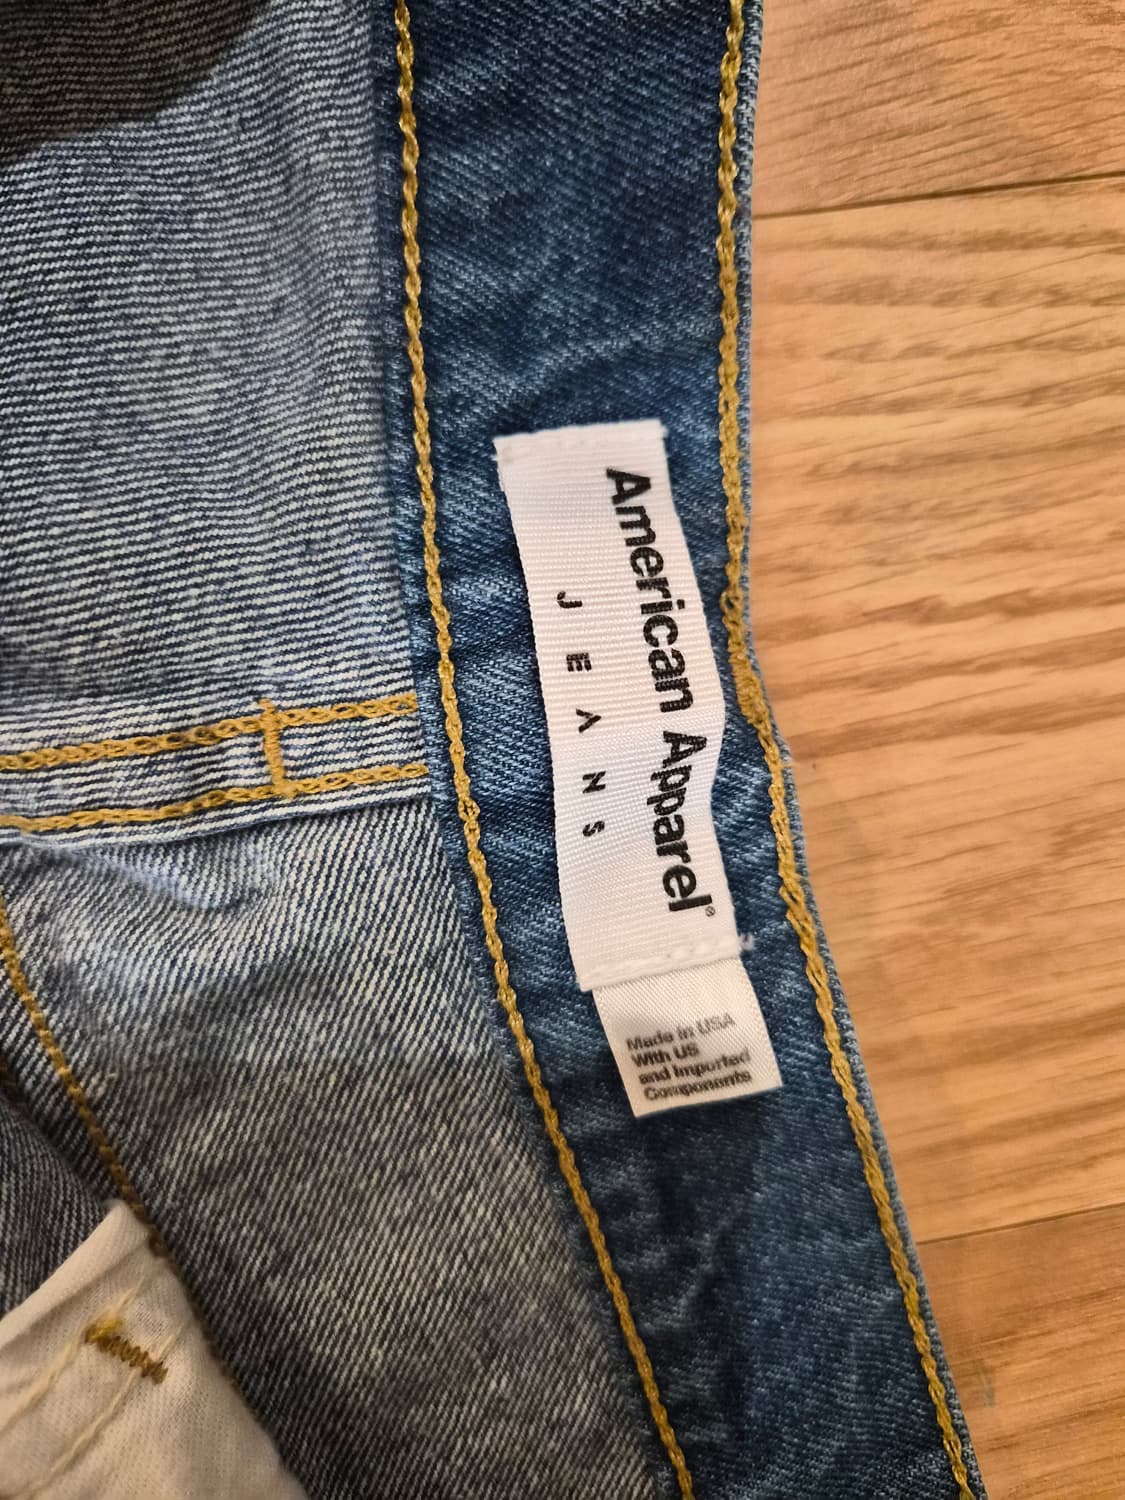 American Apparel®
JEANS
Made in USA
With US
and Imported
Components